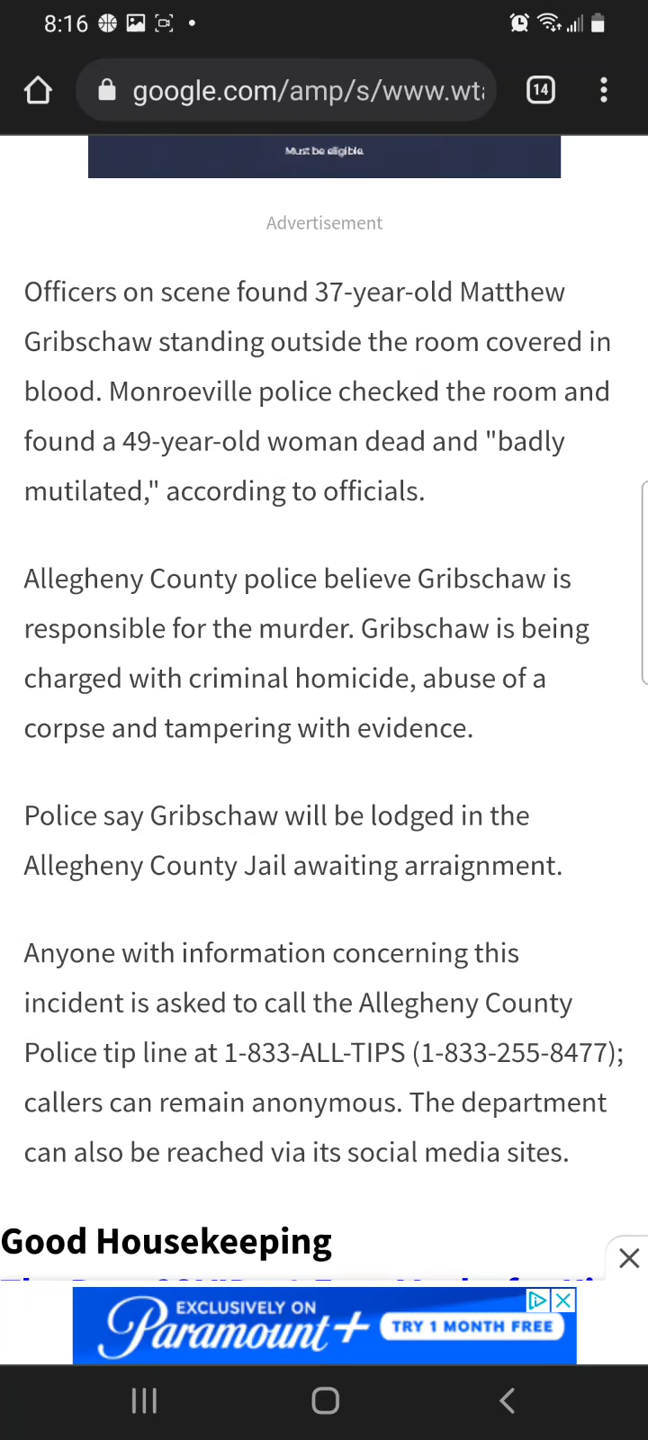 8:16
google.com/amp/s/www.wta
14
Must be eligible.
Advertisement
Officers on scene found 37-year-old Matthew
Gribschaw standing outside the room covered in
blood. Monroeville police checked the room and
found a 49-year-old woman dead and "badly
mutilated," according to officials.
Allegheny County police believe Gribschaw is
responsible for the murder. Gribschaw is being
charged with criminal homicide, abuse of a
corpse and tampering with evidence.
Police say Gribschaw will be lodged in the
Allegheny County Jail awaiting arraignment.
Anyone with information concerning this
incident is asked to call the Allegheny County
Police tip line at 1-833-ALL-TIPS (1-833-255-8477);
callers can remain anonymous. The department
can also be reached via its social media sites.
Good Housekeeping
EXCLUSIVELY ON
Paramount+
TRY 1 MONTH FREE